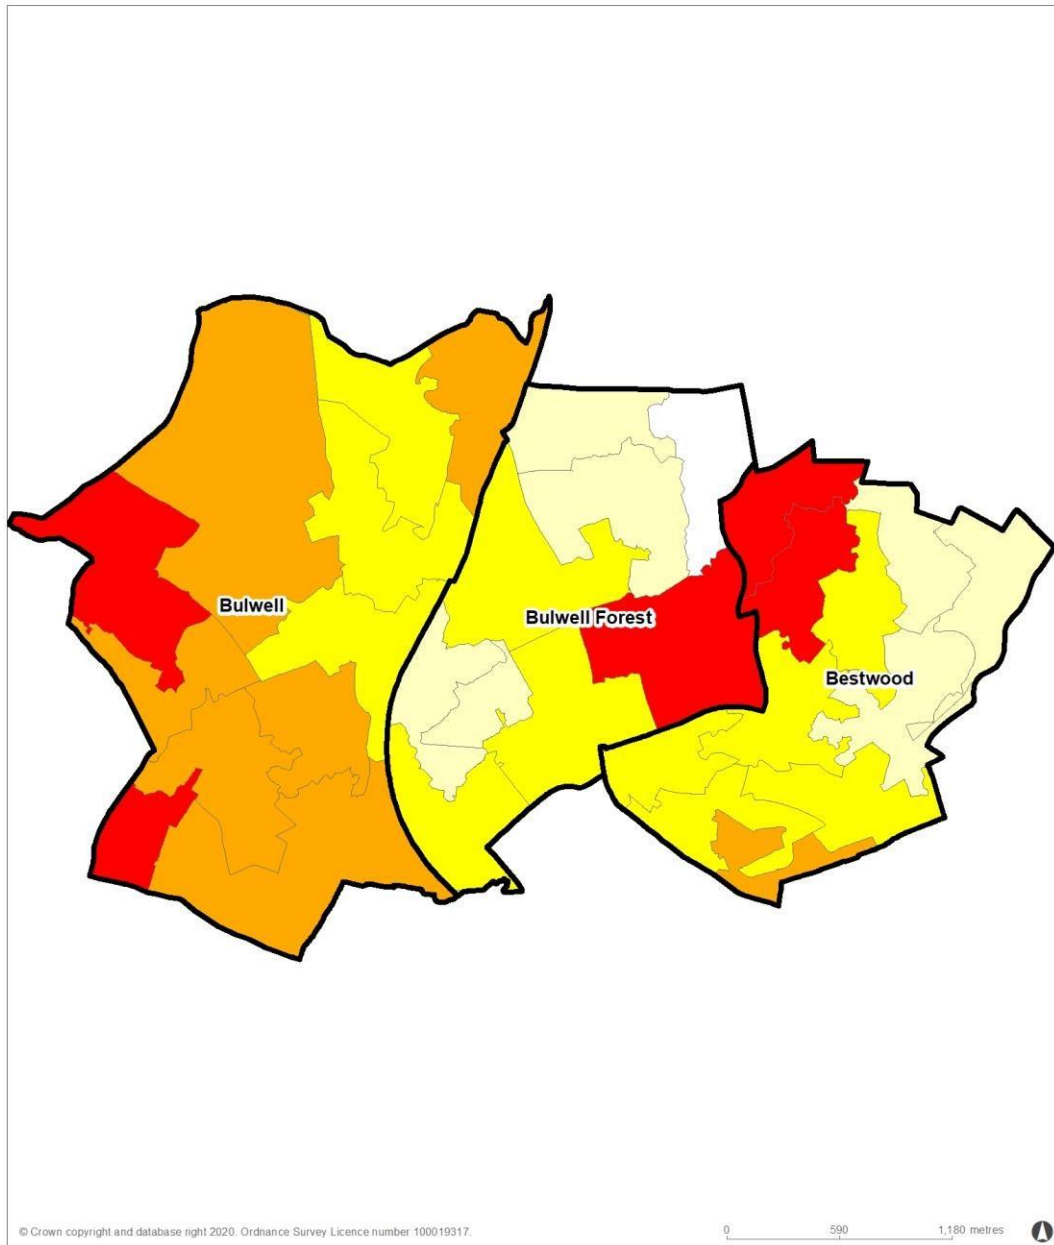 Bulwell
Bulwell Forest
Bestwood
© Crown copyright and database right 2020. Ordnance Survey Licence number 100019317.
0 590 1,180 metres